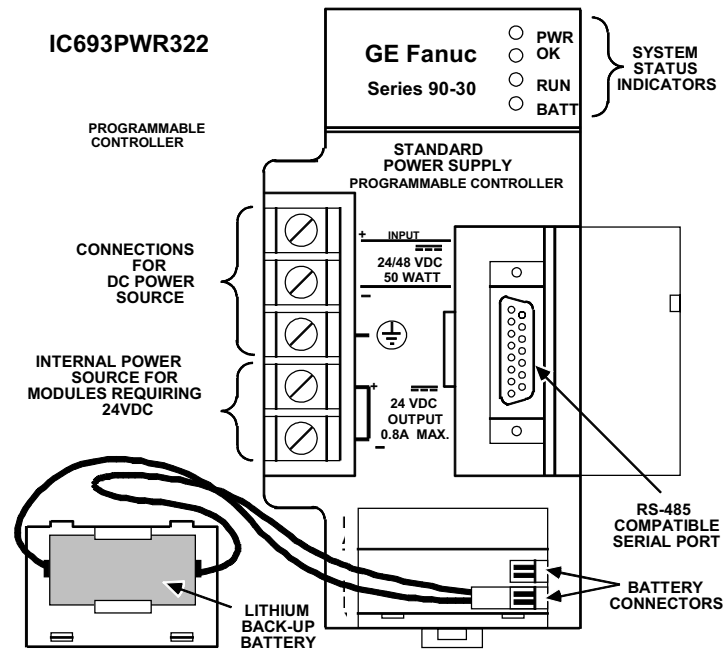 IC693PWR322
GE Fanuc
Series 90-30
PWR
OK
RUN
BATT
SYSTEM
STATUS
INDICATORS
PROGRAMMABLE
CONTROLLER
STANDARD
POWER SUPPLY
PROGRAMMABLE CONTROLLER
CONNECTIONS
FOR
DC POWER
SOURCE
+ INPUT
24/48 VDC
50 WATT
–
INTERNAL POWER
SOURCE FOR
MODULES REQUIRING
24VDC
+
24 VDC
OUTPUT
0.8A MAX.
–
RS-485
COMPATIBLE
SERIAL PORT
BATTERY
CONNECTORS
LITHIUM
BACK-UP
BATTERY